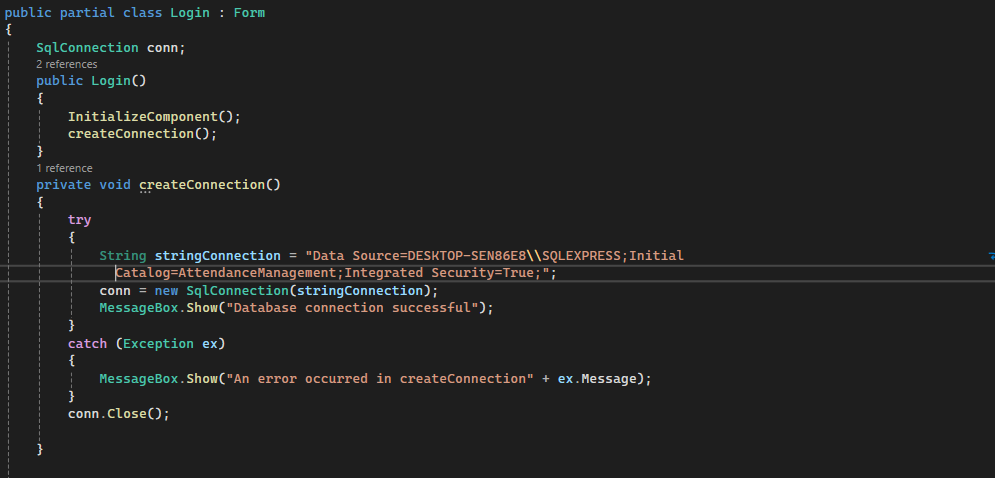 public partial class Login : Form
{
SqlConnection conn;
2 references
public Login()
{
InitializeComponent();
createConnection();
}
1 reference
private void createConnection()
{
try
{
String stringConnection = "Data Source=DESKTOP-SEN86E8\\SQLEXPRESS;Initial
Catalog=AttendanceManagement;Integrated Security=True;";
conn = new SqlConnection(stringConnection);
MessageBox.Show("Database connection successful");
}
catch (Exception ex)
{
MessageBox.Show("An error occurred in createConnection" + ex.Message);
}
conn.Close();
}